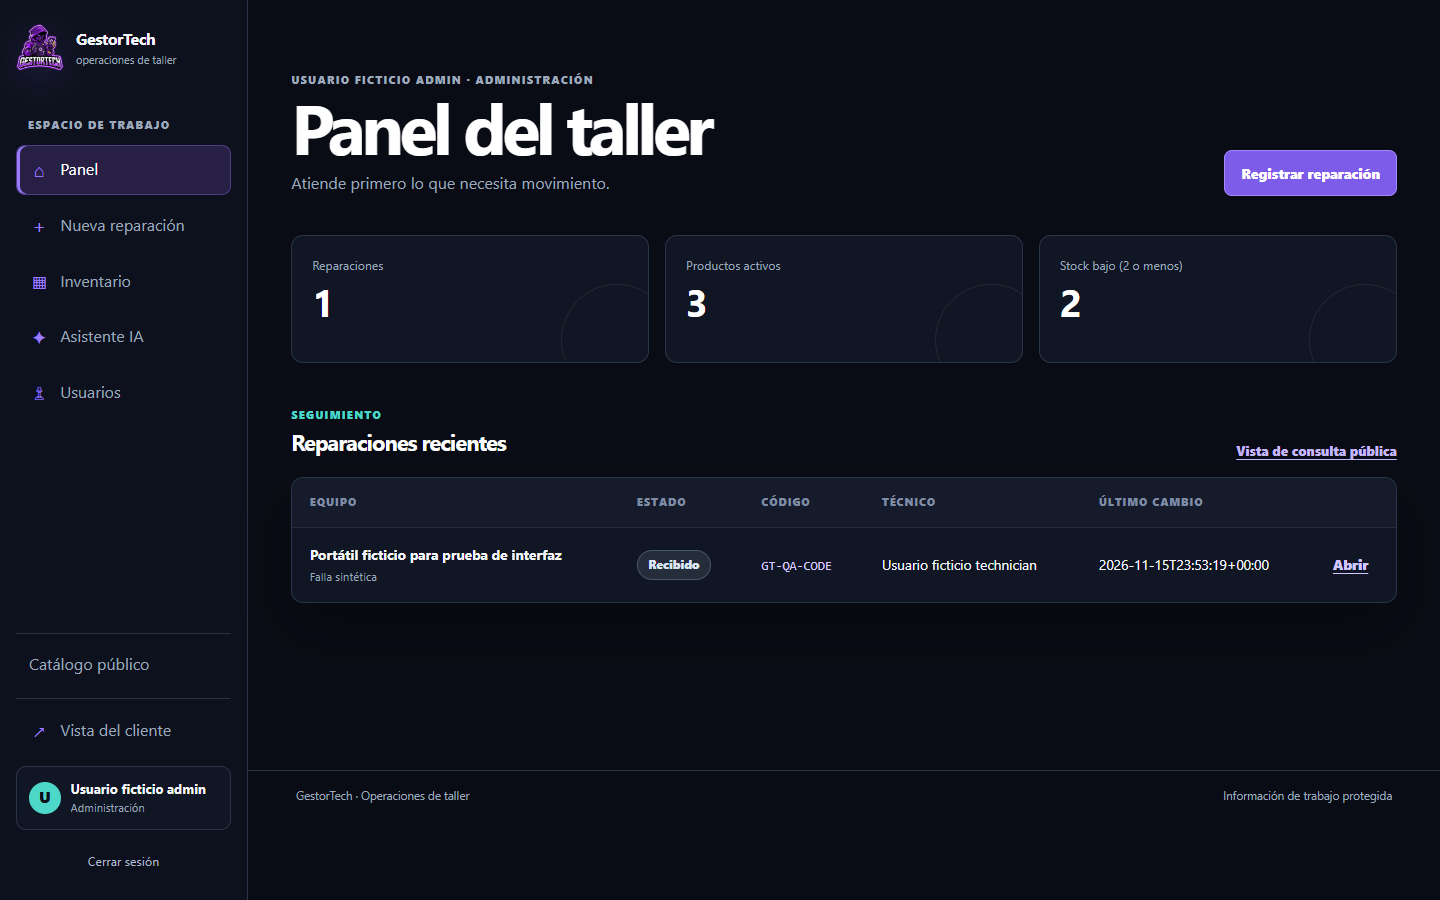 GESTORTECH
GestorTech
operaciones de taller
ESPACIO DE TRABAJO
Panel
Nueva reparación
Inventario
Asistente IA
Usuarios
Catálogo público
Vista del cliente
U
Usuario ficticio admin
Administración
Cerrar sesión
USUARIO FICTICIO ADMIN · ADMINISTRACIÓN
Panel del taller
Atiende primero lo que necesita movimiento.
Registrar reparación
Reparaciones
1
Productos activos
3
Stock bajo (2 o menos)
2
SEGUIMIENTO
Reparaciones recientes
Vista de consulta pública
EQUIPO ESTADO CÓDIGO TÉCNICO ÚLTIMO CAMBIO
Portátil ficticio para prueba de interfaz
Falla sintética
Recibido GT-QA-CODE Usuario ficticio technician 2026-11-15T23:53:19+00:00 Abrir
GestorTech · Operaciones de taller
Información de trabajo protegida